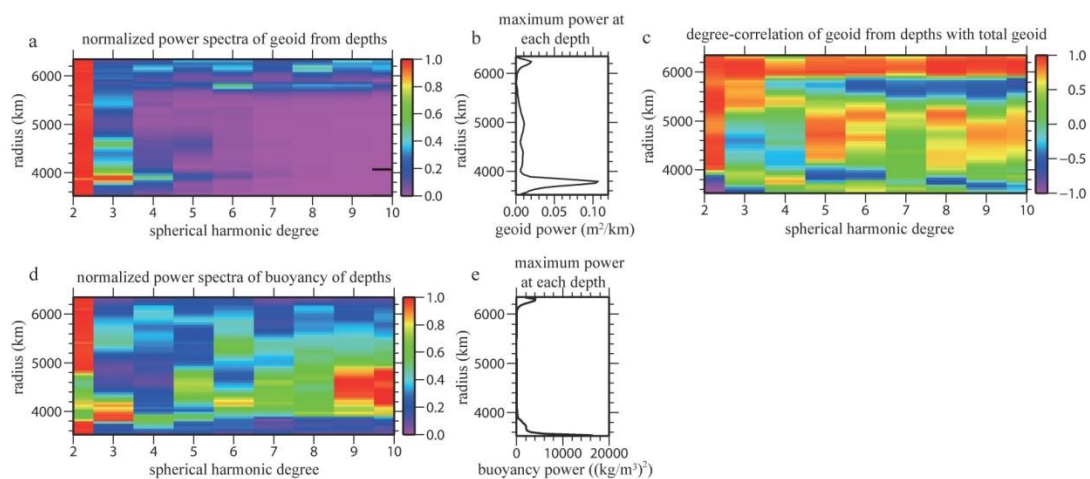 a
normalized power spectra of geoid from depths
radius (km)
6000
5000
4000
2 3 4 5 6 7 8 9 10
spherical harmonic degree
1.0
0.8
0.6
0.4
0.2
0.0
b
maximum power at
each depth
6000
5000
4000
0.00 0.05 0.10
geoid power (m²/km)
c
degree-correlation of geoid from depths with total geoid
radius (km)
6000
5000
4000
2 3 4 5 6 7 8 9 10
spherical harmonic degree
1.0
0.5
0.0
−0.5
−1.0
d
normalized power spectra of buoyancy of depths
radius (km)
6000
5000
4000
2 3 4 5 6 7 8 9 10
spherical harmonic degree
1.0
0.8
0.6
0.4
0.2
0.0
e
maximum power
at each depth
radius (km)
6000
5000
4000
0 10000 20000
buoyancy power ((kg/m³)²)